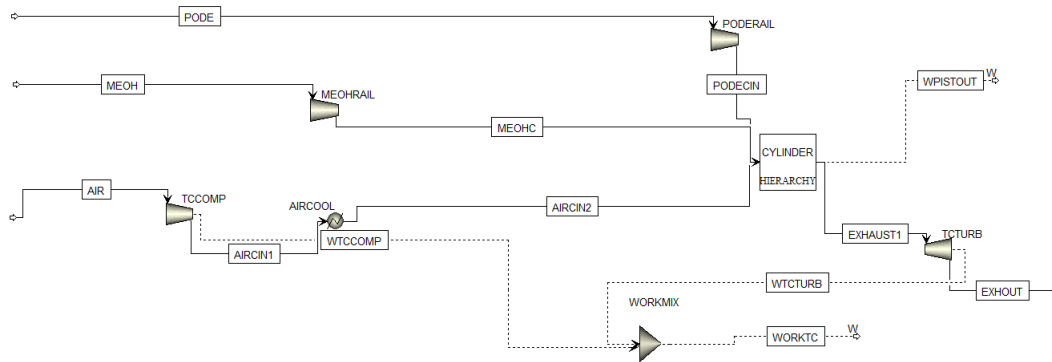 PODE
PODERAIL
MEOH
MEOHRAIL
PODECIN
WPISTOUT
W
MEOHC
CYLINDER
HIERARCHY
AIR
TCCOMP
AIRCOOL
AIRCIN2
WTCCOMP
AIRCIN1
EXHAUST1
TCTURB
WTCTURB
EXHOUT
WORKMIX
WORKTC
W